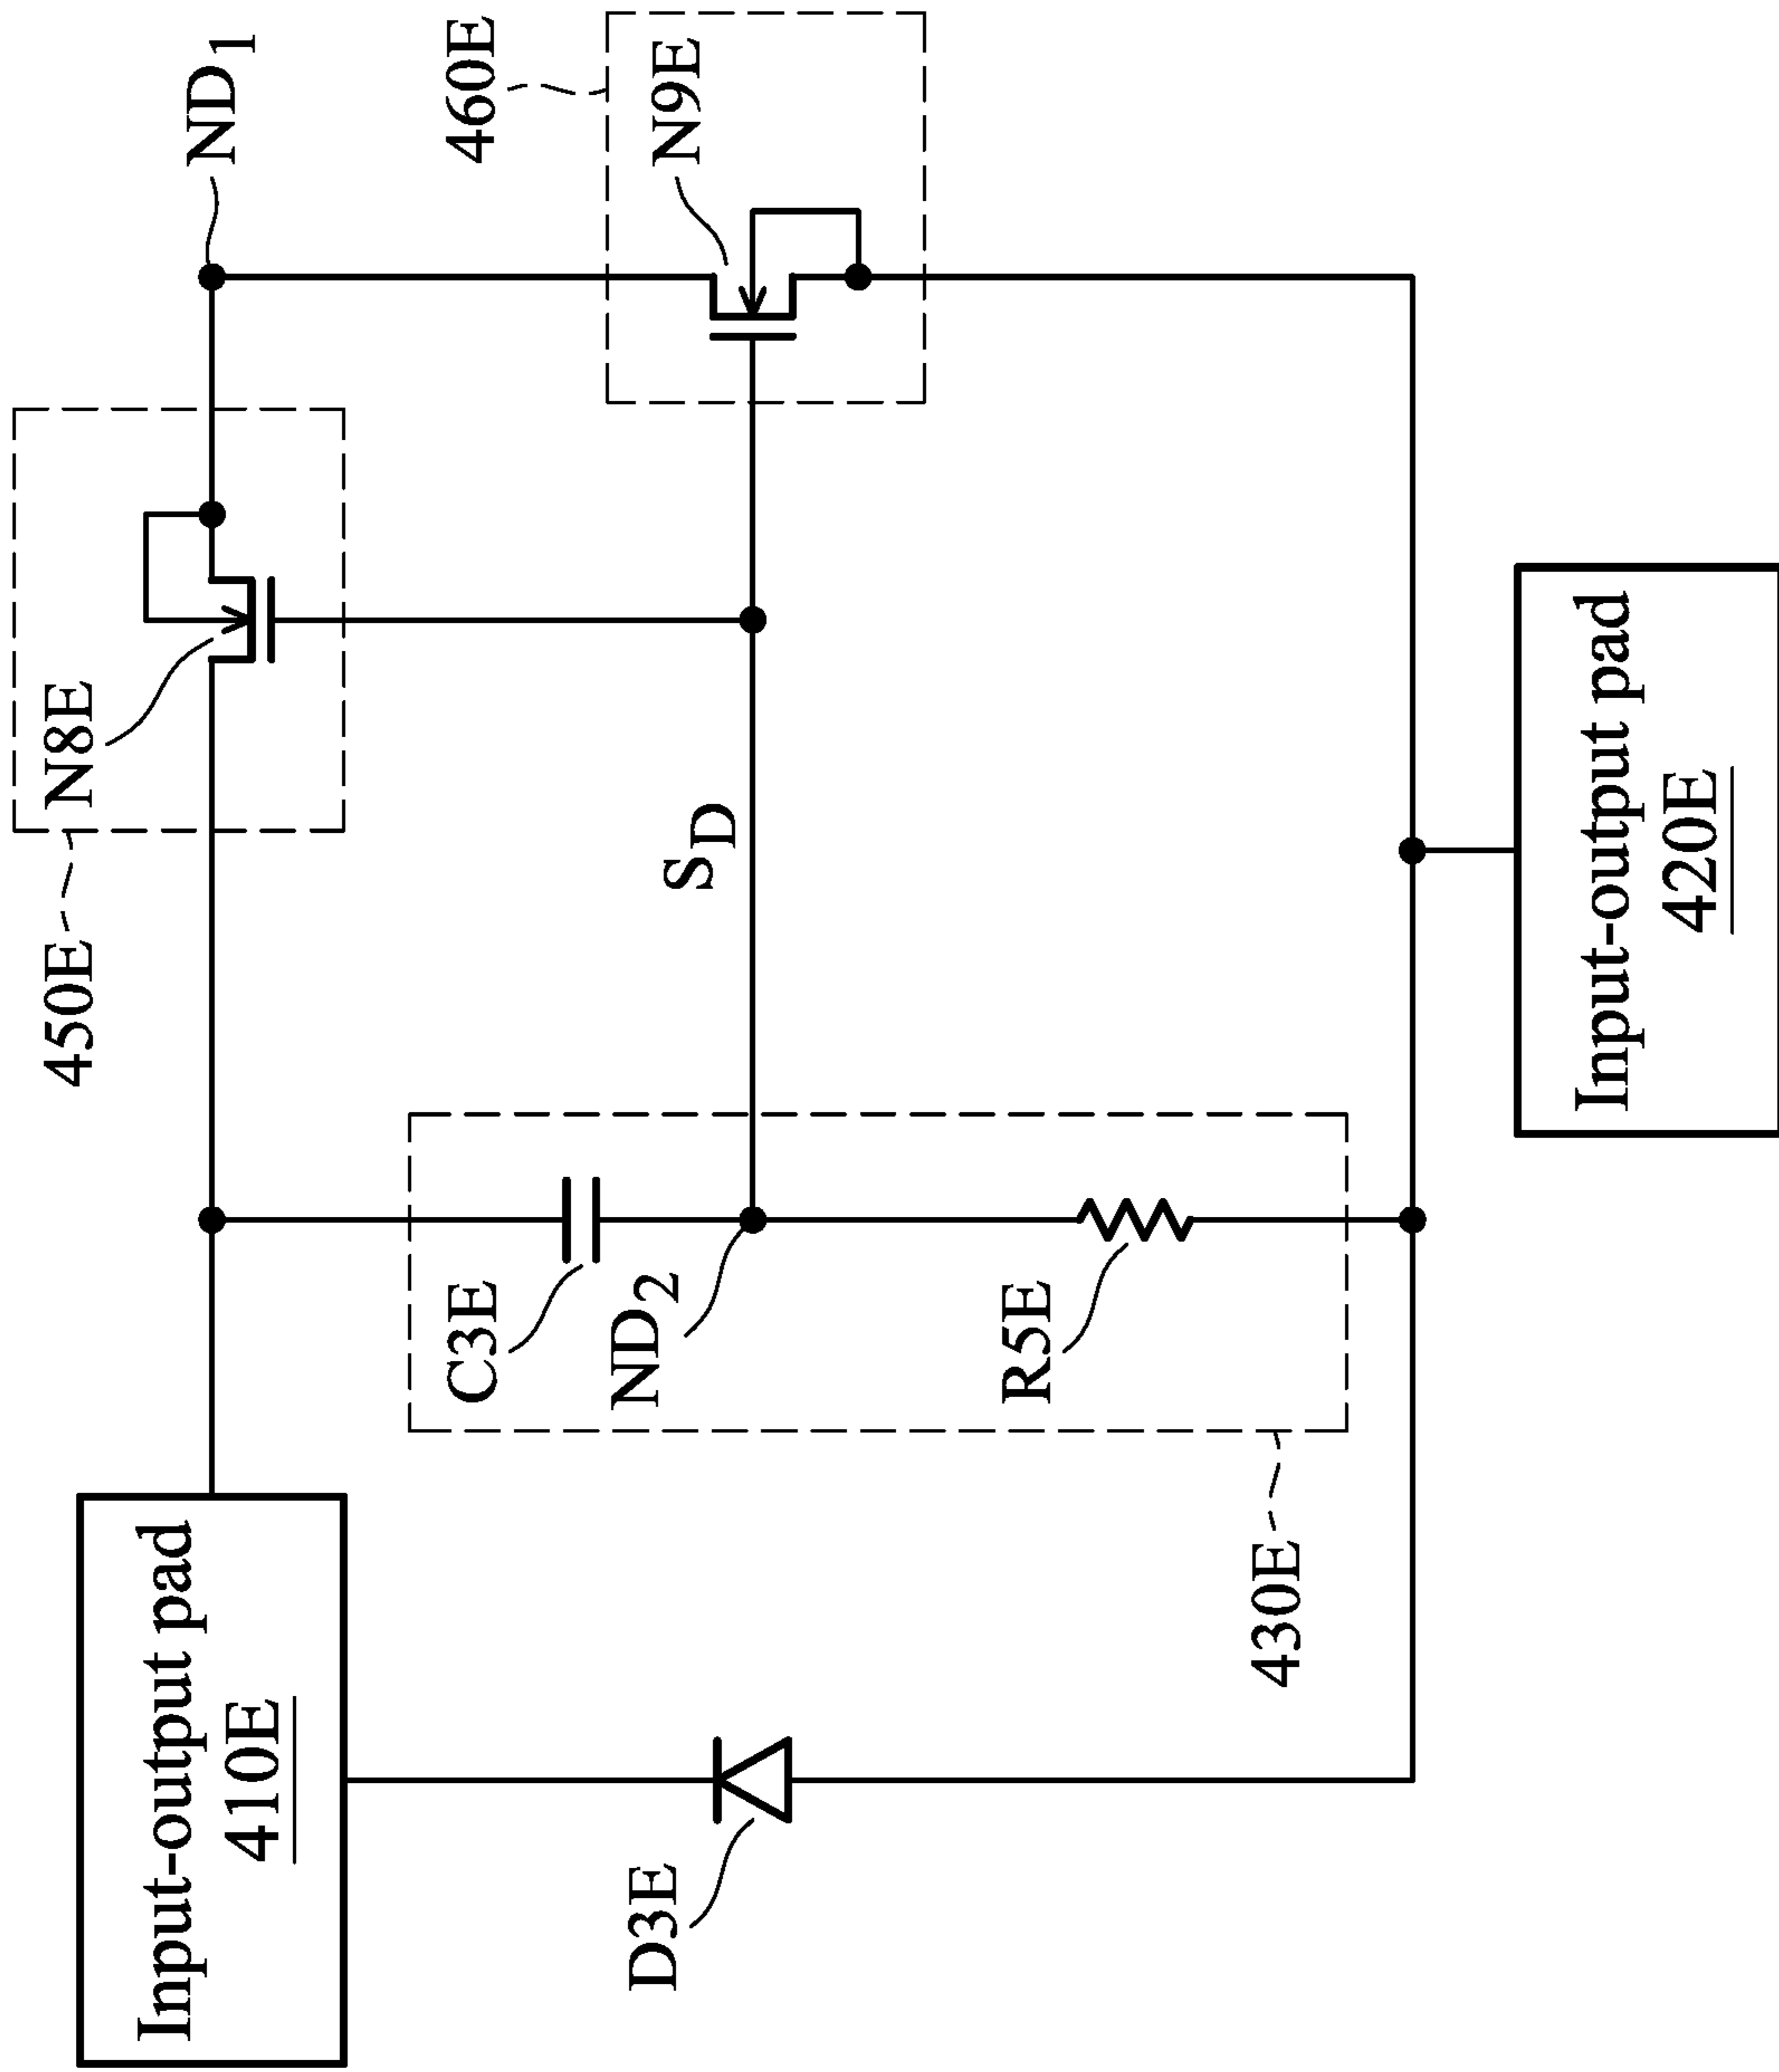 450E
N8E
Input-output pad
410E
ND1
C3E
460E
D3E
ND2
SD
N9E
R5E
430E
Input-output pad
420E